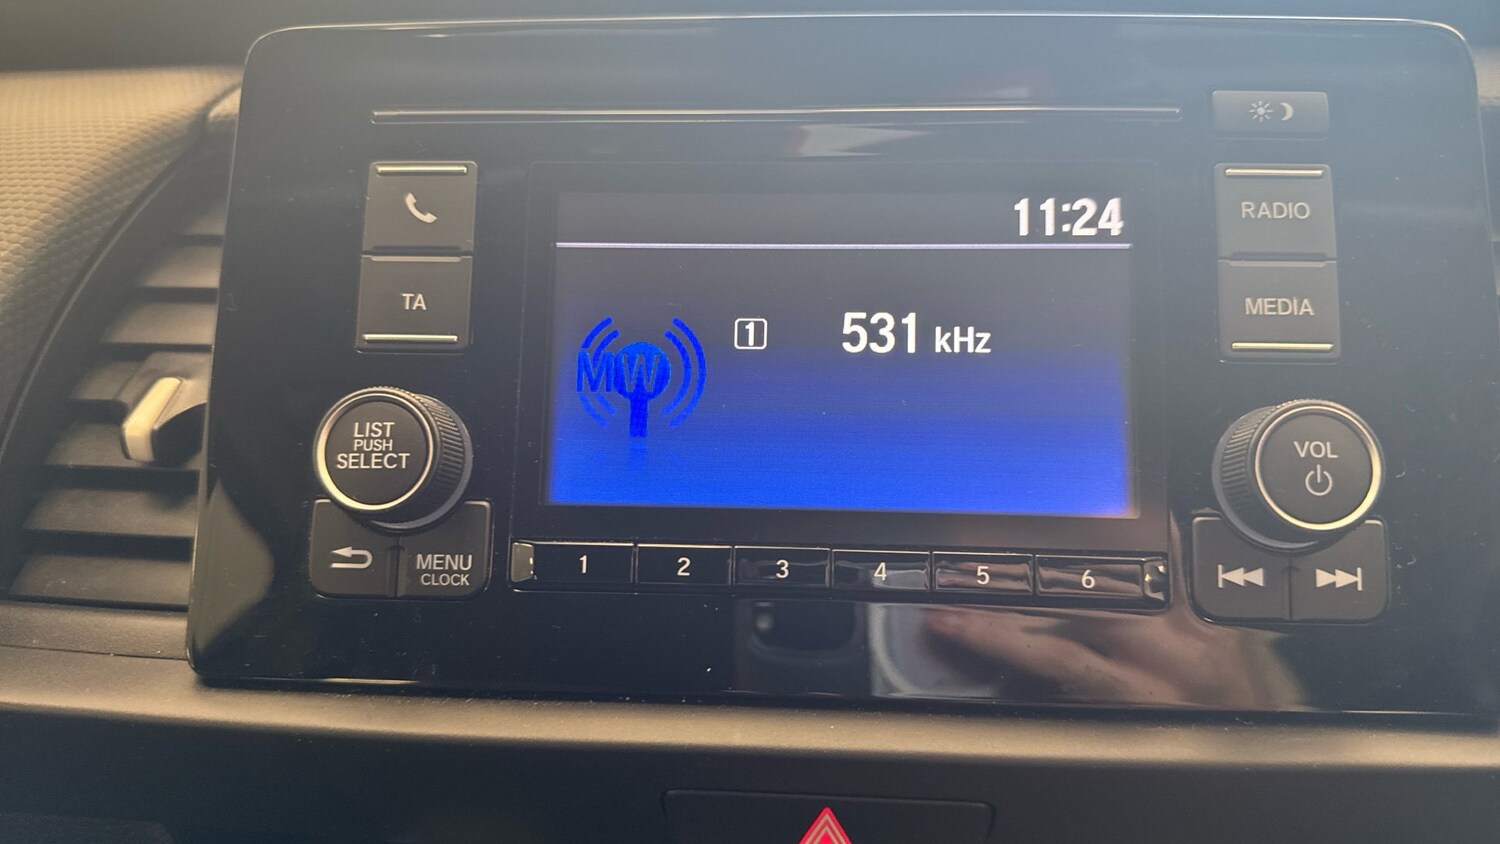 11:24
RADIO
TA
MEDIA
1 531 kHz
MW
LIST
PUSH
SELECT
VOL
MENU
CLOCK
1 2 3 4 5 6